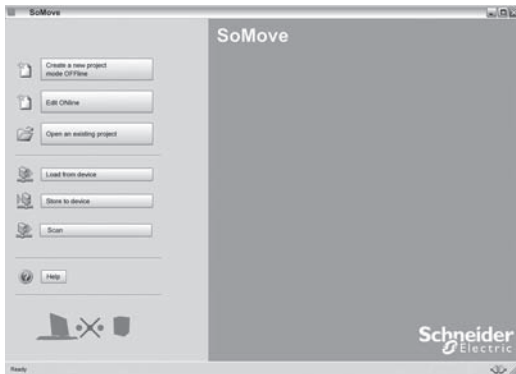 SoMove
SoMove
Create a new project
mode OFFline
Edit ONline
Open an existing project
Load from device
Store to device
Scan
Help
Schneider
Electric
Ready